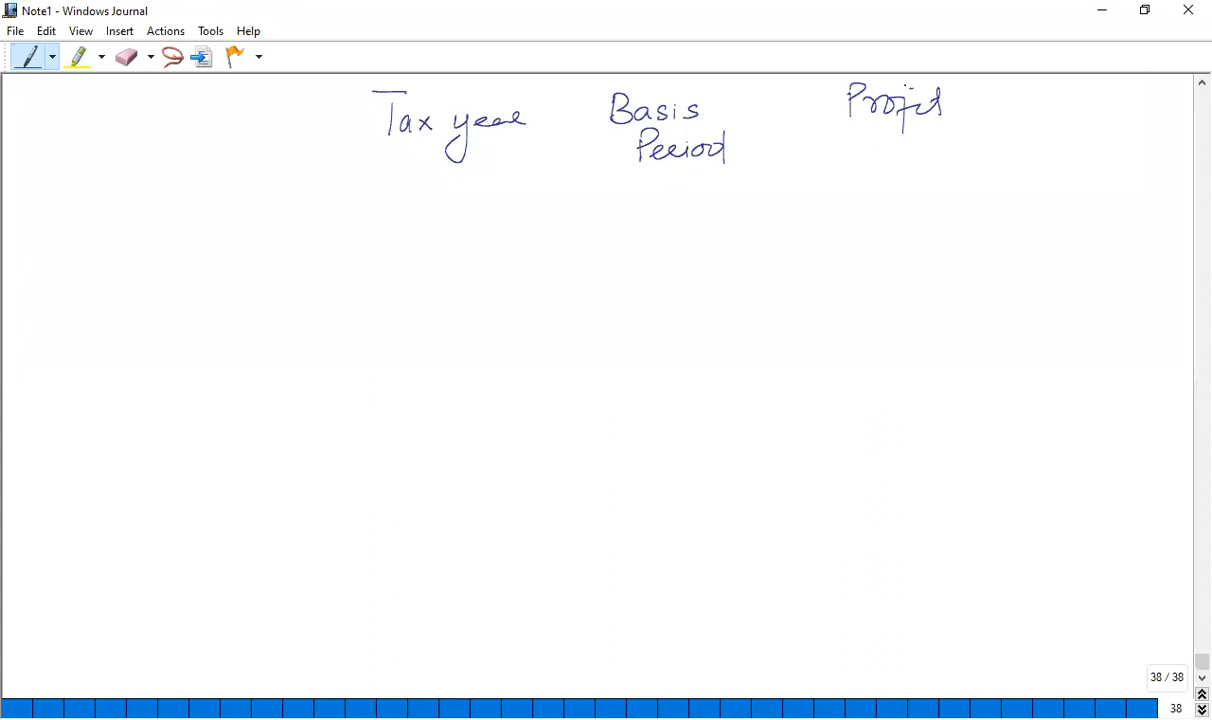 Note1 - Windows Journal
File Edit View Insert Actions Tools Help
Tax year Basis Period Profit
38 / 38
38